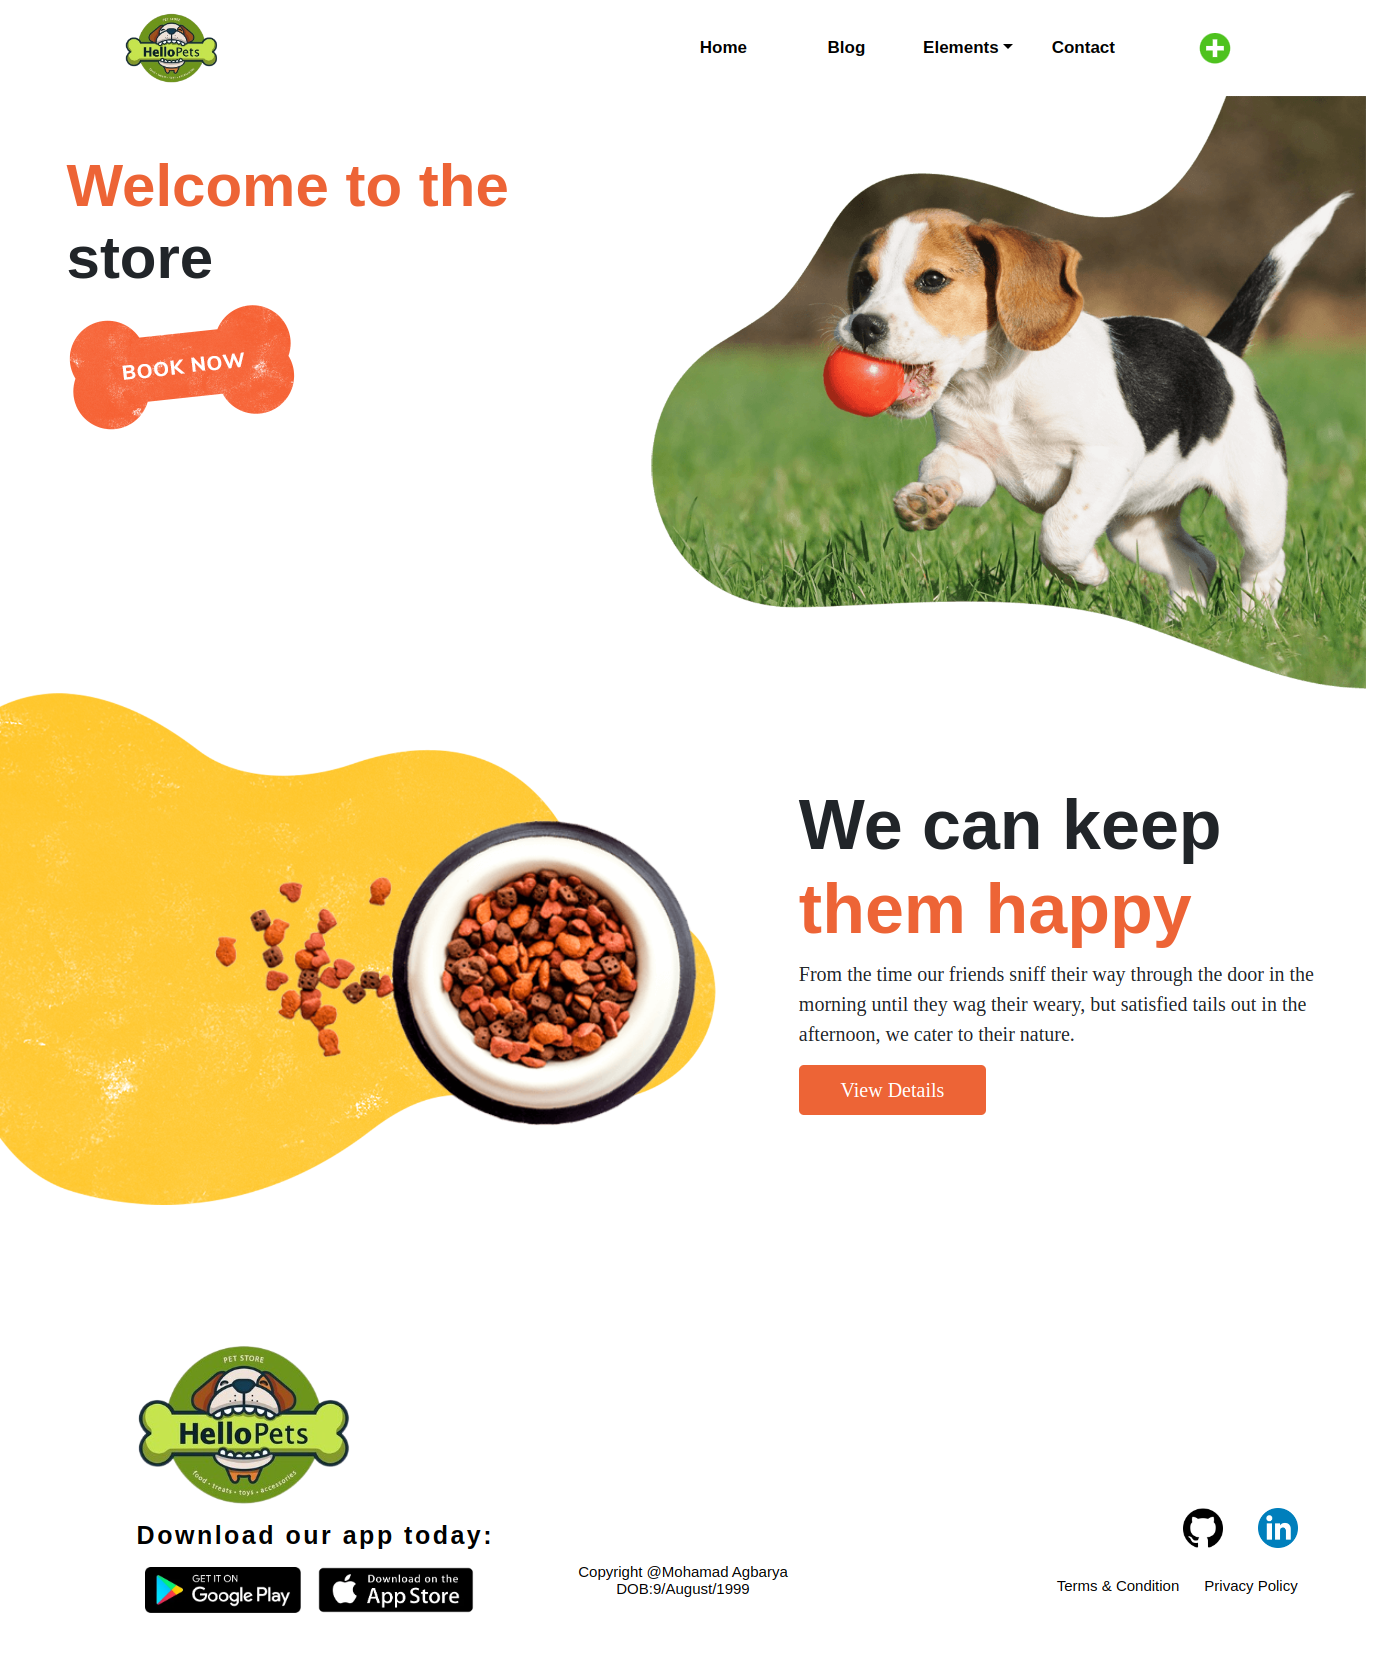 PET STORE
HelloPets
Home
Blog
Elements
Contact
Welcome to the
store
BOOK NOW
We can keep
them happy
From the time our friends sniff their way through the door in the
morning until they wag their weary, but satisfied tails out in the
afternoon, we cater to their nature.
View Details
PET STORE
HelloPets
food • treats • toys • accessories
Download our app today:
GET IT ON
Google Play
Download on the
App Store
Copyright @Mohamad Agbarya
DOB:9/August/1999
in
Terms & Condition
Privacy Policy